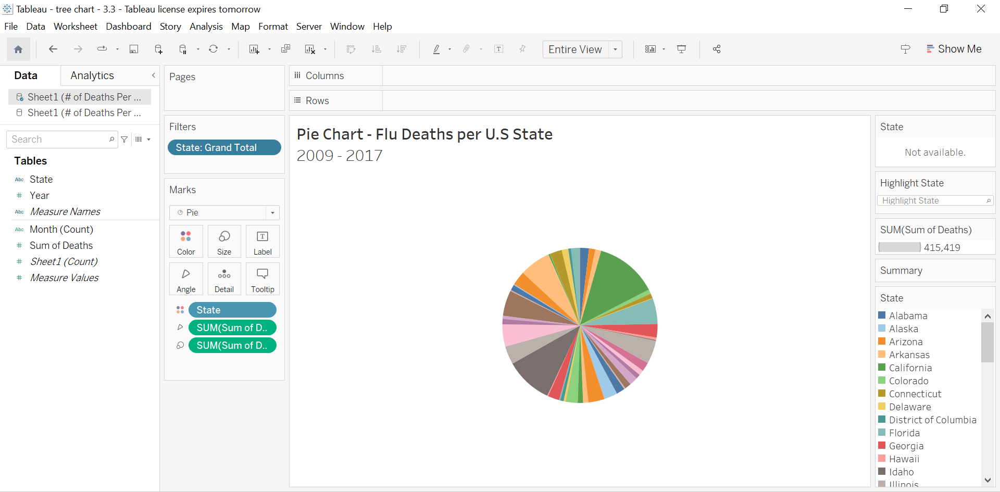 Tableau - tree chart - 3.3 - Tableau license expires tomorrow
File Data Worksheet Dashboard Story Analysis Map Format Server Window Help
Entire View
Show Me
Data Analytics
Sheet1 (# of Deaths Per ...
Sheet1 (# of Deaths Per ...
Search
Tables
Abc State
# Year
Abc Measure Names
Abc Month (Count)
# Sum of Deaths
# Sheet1 (Count)
# Measure Values
Pages
Filters
State: Grand Total
Marks
Pie
Color Size Label
Angle Detail Tooltip
State
SUM(Sum of D..
SUM(Sum of D..
Columns
Rows
Pie Chart - Flu Deaths per U.S State
2009 - 2017
State
Not available.
Highlight State
Highlight State
SUM(Sum of Deaths)
415,419
Summary
State
Alabama
Alaska
Arizona
Arkansas
California
Colorado
Connecticut
Delaware
District of Columbia
Florida
Georgia
Hawaii
Idaho
Illinois